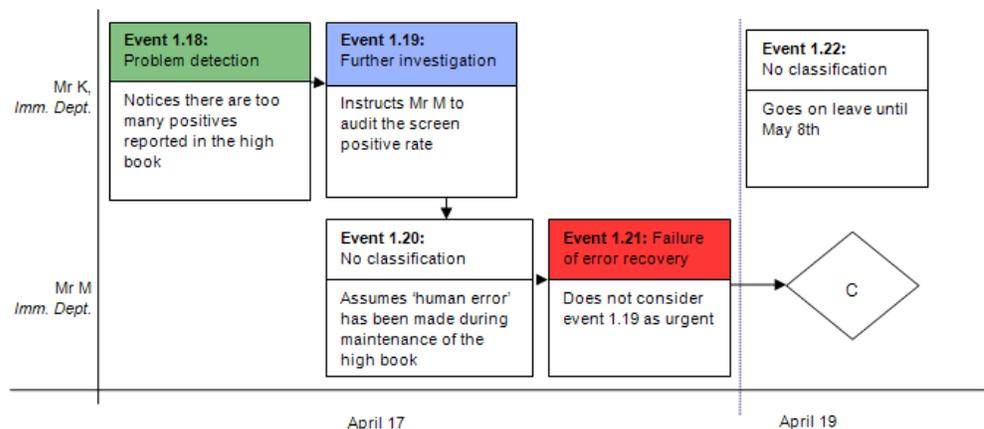 Event 1.18:
Problem detection
Notices there are too
many positives
reported in the high
book
Event 1.19:
Further investigation
Instructs Mr M to
audit the screen
positive rate
Event 1.22:
No classification
Goes on leave until
May 8th
Mr K,
Imm. Dept.
Event 1.20:
No classification
Assumes ‘human error’
has been made during
maintenance of the
high book
Event 1.21: Failure
of error recovery
Does not consider
event 1.19 as urgent
C
Mr M
Imm. Dept.
April 17
April 19